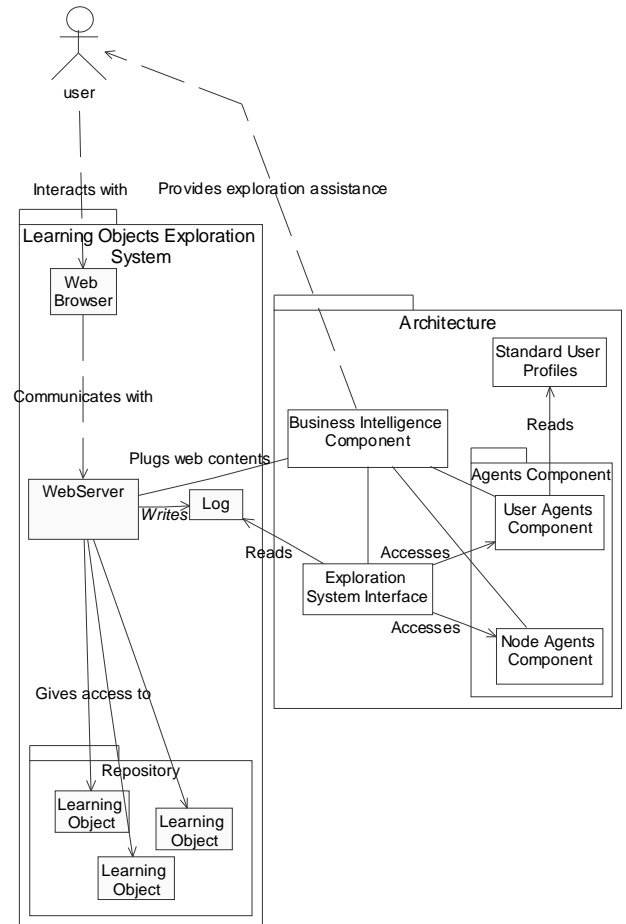 user
Interacts with
Provides exploration assistance
Learning Objects Exploration
System
Web
Browser
Architecture
Standard User
Profiles
Communicates with
Reads
Business Intelligence
Component
Plugs web contents
Agents Component
WebServer
Log
Writes
User Agents
Component
Reads
Accesses
Exploration
System Interface
Accesses
Node Agents
Component
Gives access to
Repository
Learning
Object
Learning
Object
Learning
Object